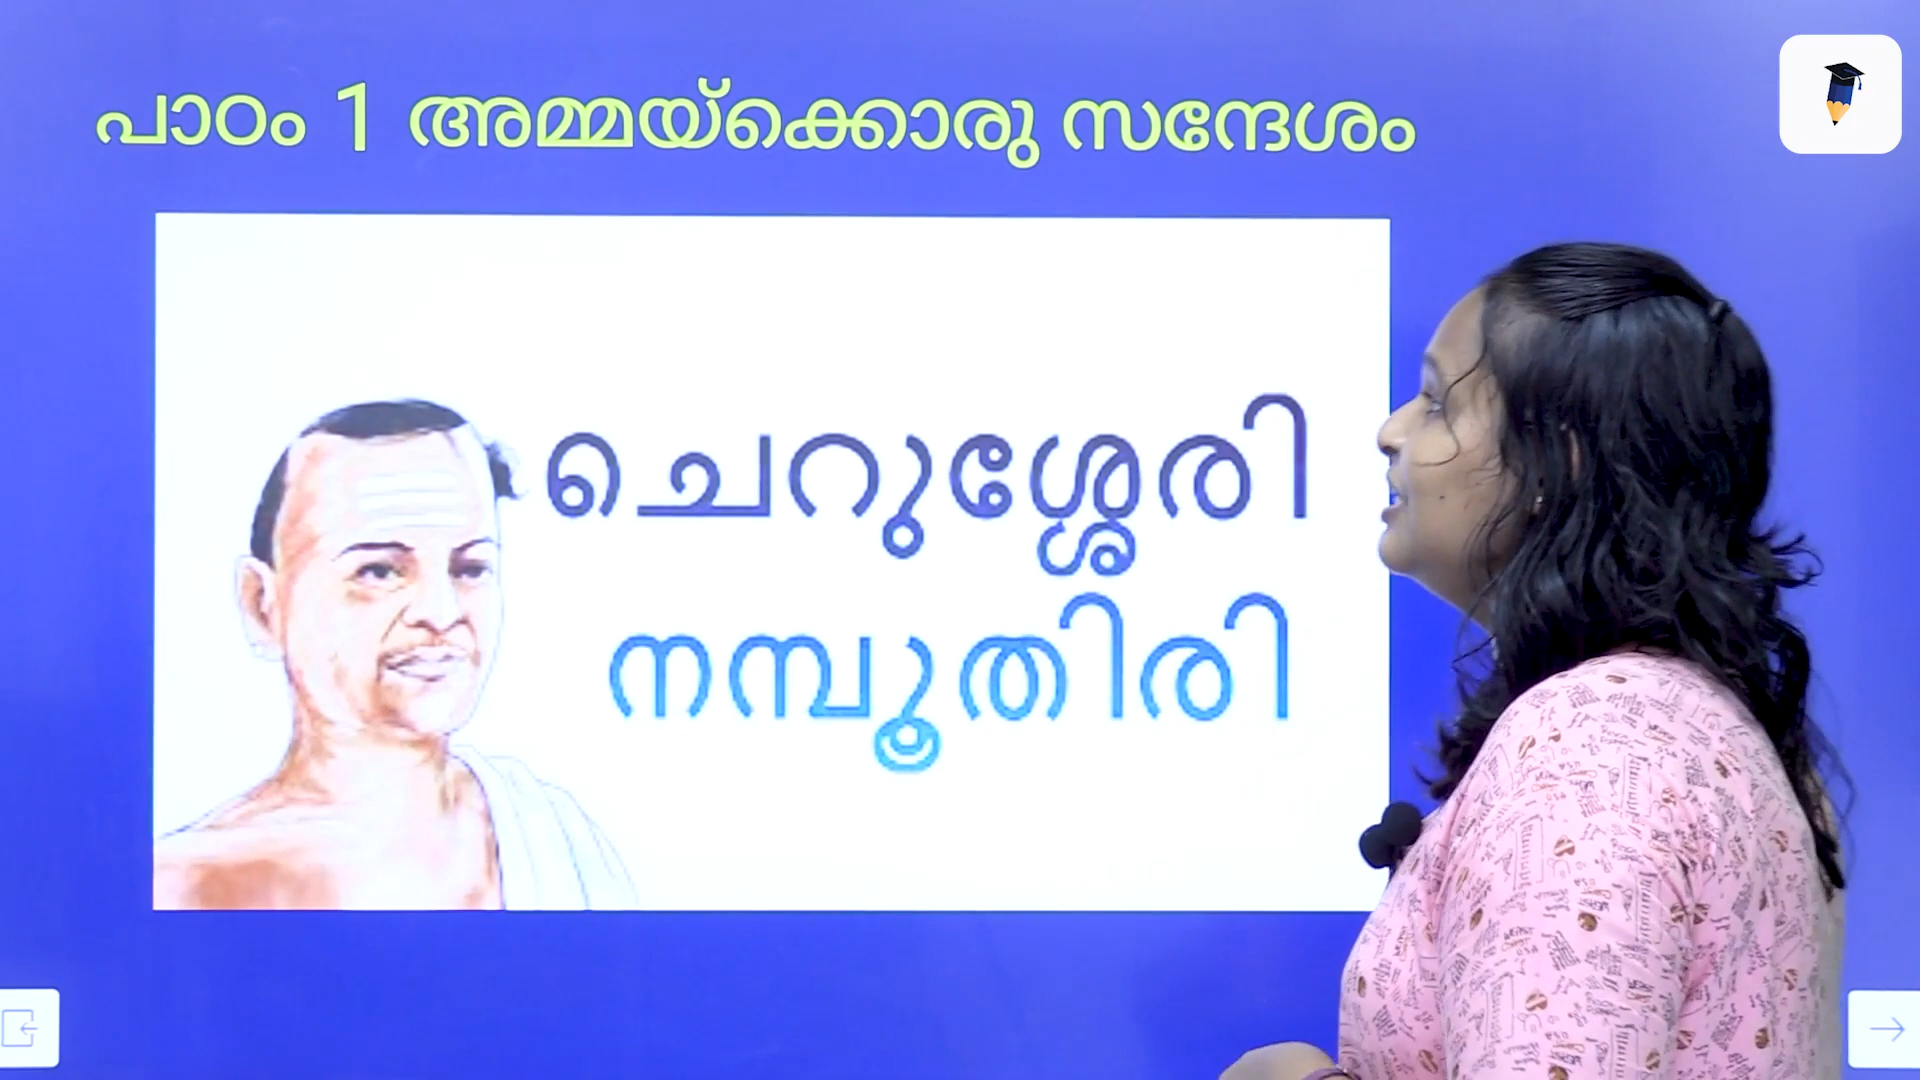 പാഠം 1 അമ്മയ്ക്കൊരു സന്ദേശം
ചെറുശ്ശേരി
നമ്പൂതിരി